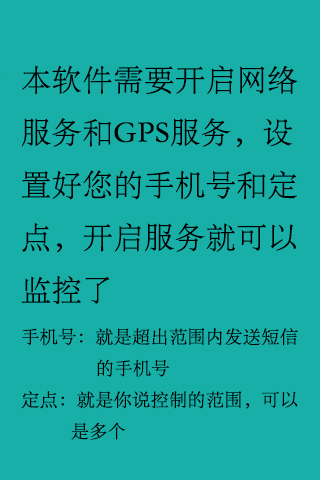 本软件需要开启网络
服务和GPS服务，设
置好您的手机号和定
点，开启服务就可以
监控了
手机号：就是超出范围内发送短信
的手机号
定点：就是你说控制的范围，可以
是多个